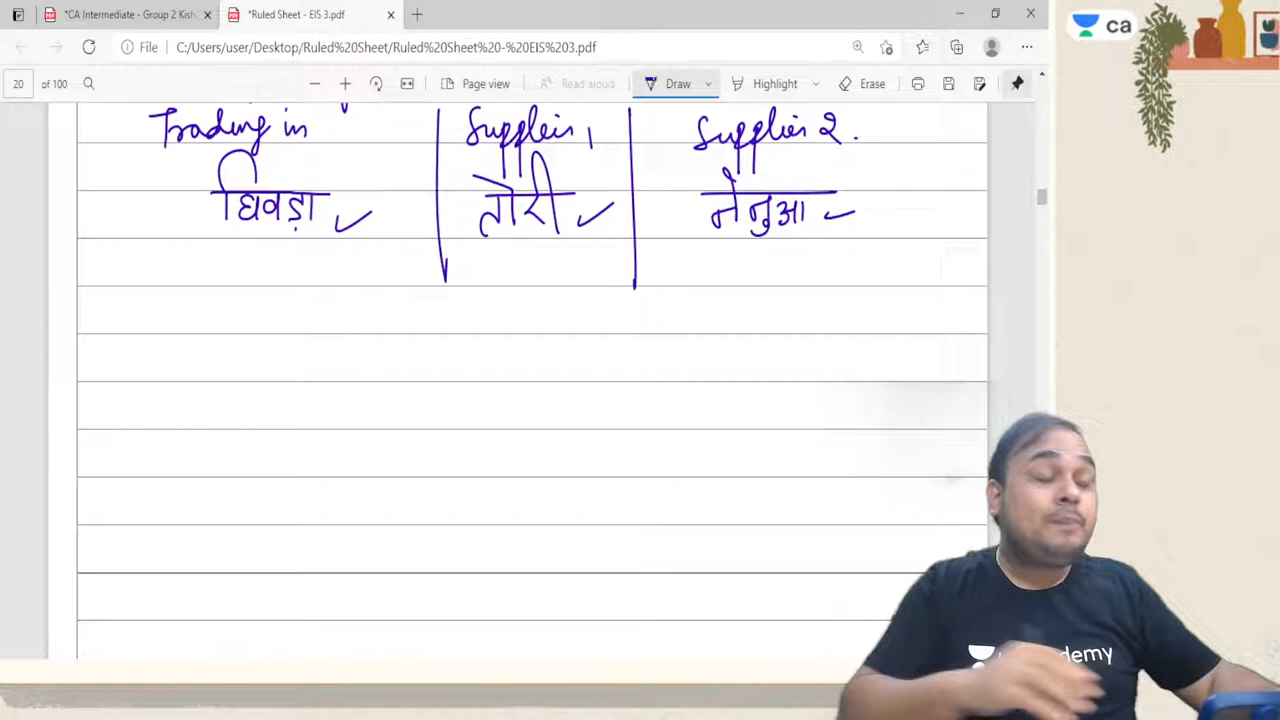 *CA Intermediate - Group 2 Kish
*Ruled Sheet - EIS 3.pdf
File
C:/Users/user/Desktop/Ruled%20Sheet/Ruled%20Sheet%20-%20EIS%203.pdf
20 of 100
Page view
Read aloud
Draw
Highlight
Erase
ca
Trading in
Supplier 1
Supplier 2.
घिवड़ा
तोरी
नेनुआ
demy